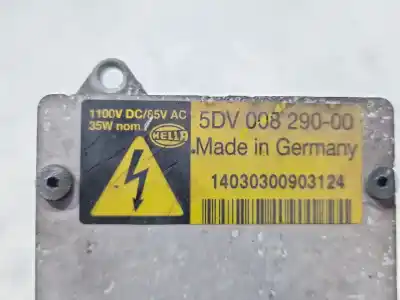 1100V DC/85V AC
35W nom.
HELLA
5DV 008 290-00
Made in Germany
14030300903124